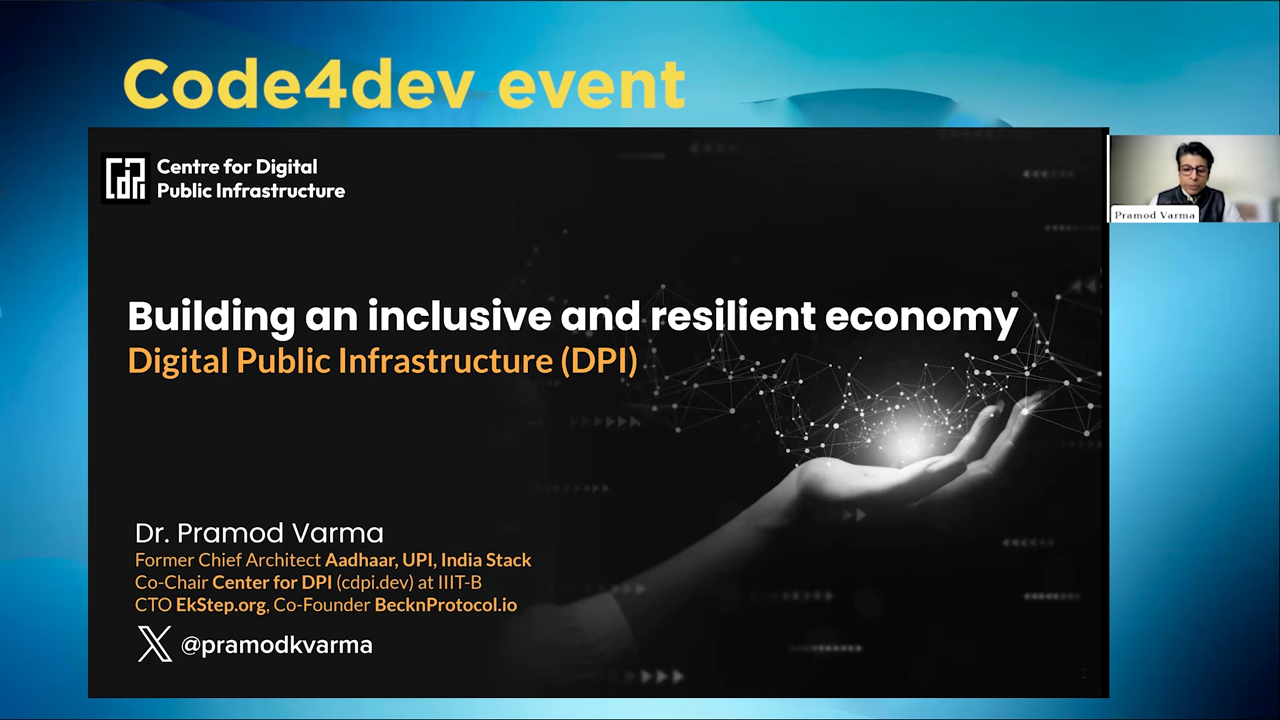 Code4dev event
Centre for Digital
Public Infrastructure
Pramod Varma
Building an inclusive and resilient economy
Digital Public Infrastructure (DPI)
Dr. Pramod Varma
Former Chief Architect Aadhaar, UPI, India Stack
Co-Chair Center for DPI (cdpi.dev) at IIIT-B
CTO EkStep.org, Co-Founder BecknProtocol.io
@pramodkvarma
1